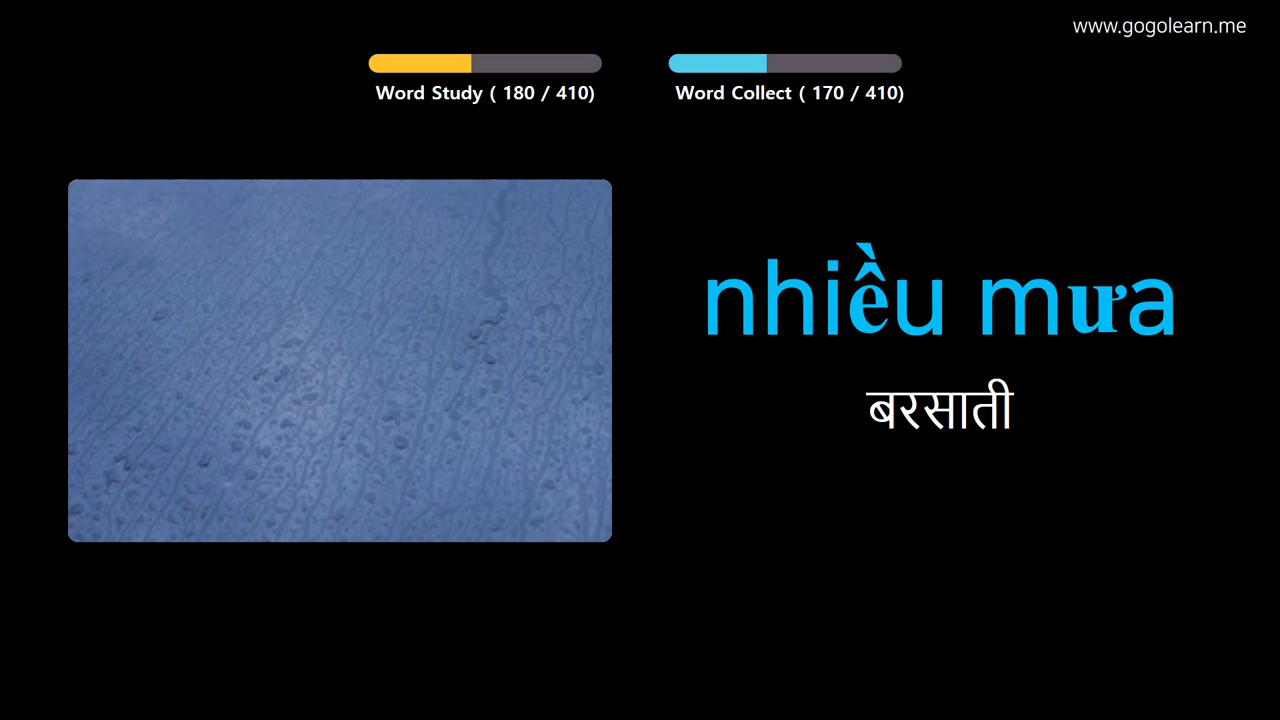 www.gogolearn.me
Word Study ( 180 / 410)
Word Collect ( 170 / 410)
nhiều mưa
बरसाती